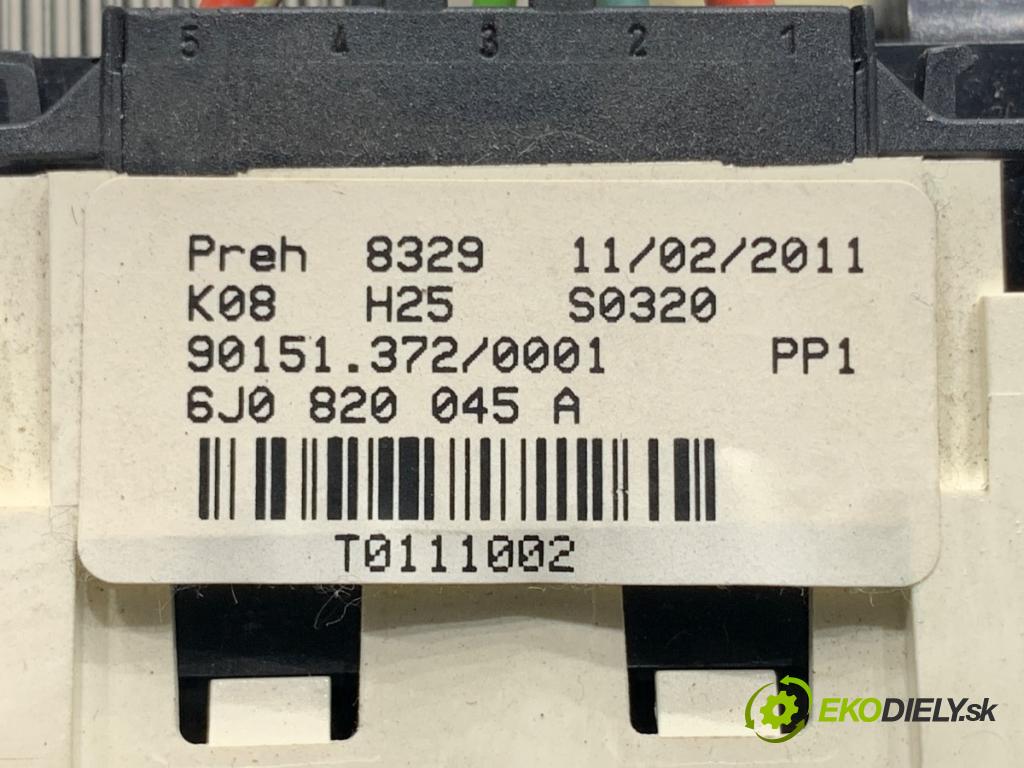 5 4 3 2 1
Preh 8329 11/02/2011
K08 H25 S0320
90151.372/0001 PP1
6J0 820 045 A
T0111002
EKODIELY.sk